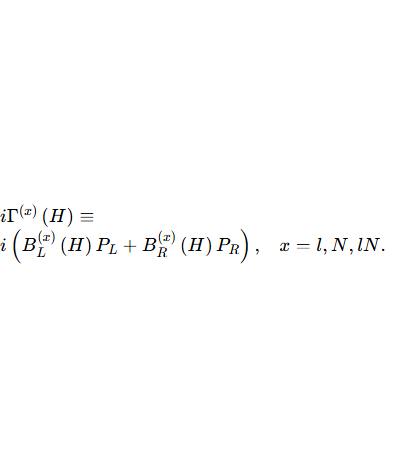 iΓ^{(x)} (H) ≡
i (B_L^{(x)} (H) P_L + B_R^{(x)} (H) P_R), x = l, N, lN.